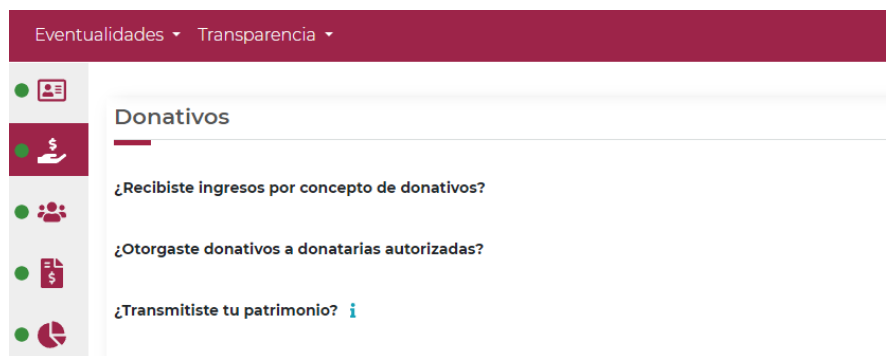 Eventualidades Transparencia
Donativos
¿Recibiste ingresos por concepto de donativos?
¿Otorgaste donativos a donatarias autorizadas?
¿Transmitiste tu patrimonio?